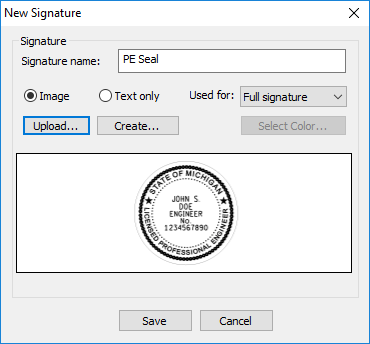 New Signature
Signature
Signature name: PE Seal
Image Text only Used for: Full signature
Upload... Create... Select Color...
STATE OF MICHIGAN
JOHN S.
DOE
ENGINEER
No.
1234567890
LICENSED PROFESSIONAL ENGINEER
Save Cancel